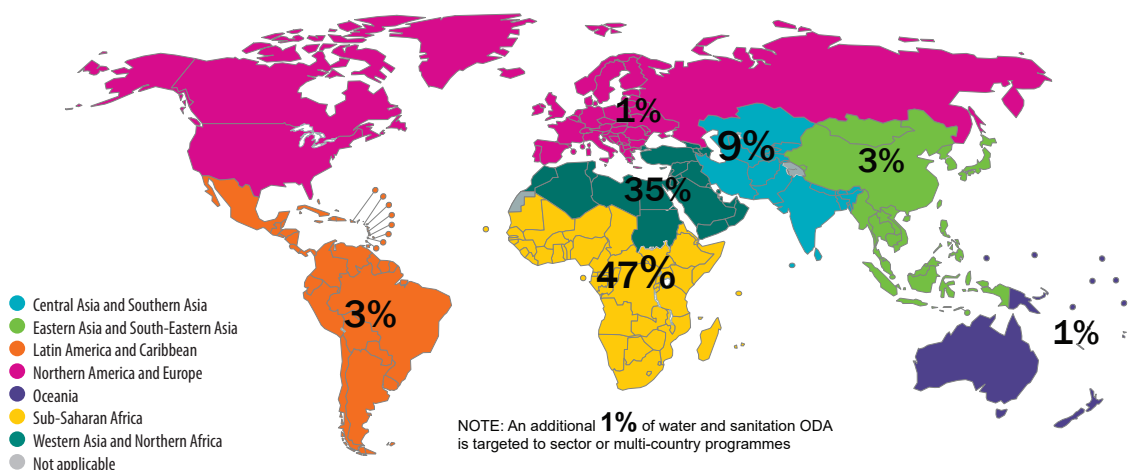 1%
9%
3%
35%
47%
3%
1%
Central Asia and Southern Asia
Eastern Asia and South-Eastern Asia
Latin America and Caribbean
Northern America and Europe
Oceania
Sub-Saharan Africa
Western Asia and Northern Africa
Not applicable
NOTE: An additional 1% of water and sanitation ODA
is targeted to sector or multi-country programmes